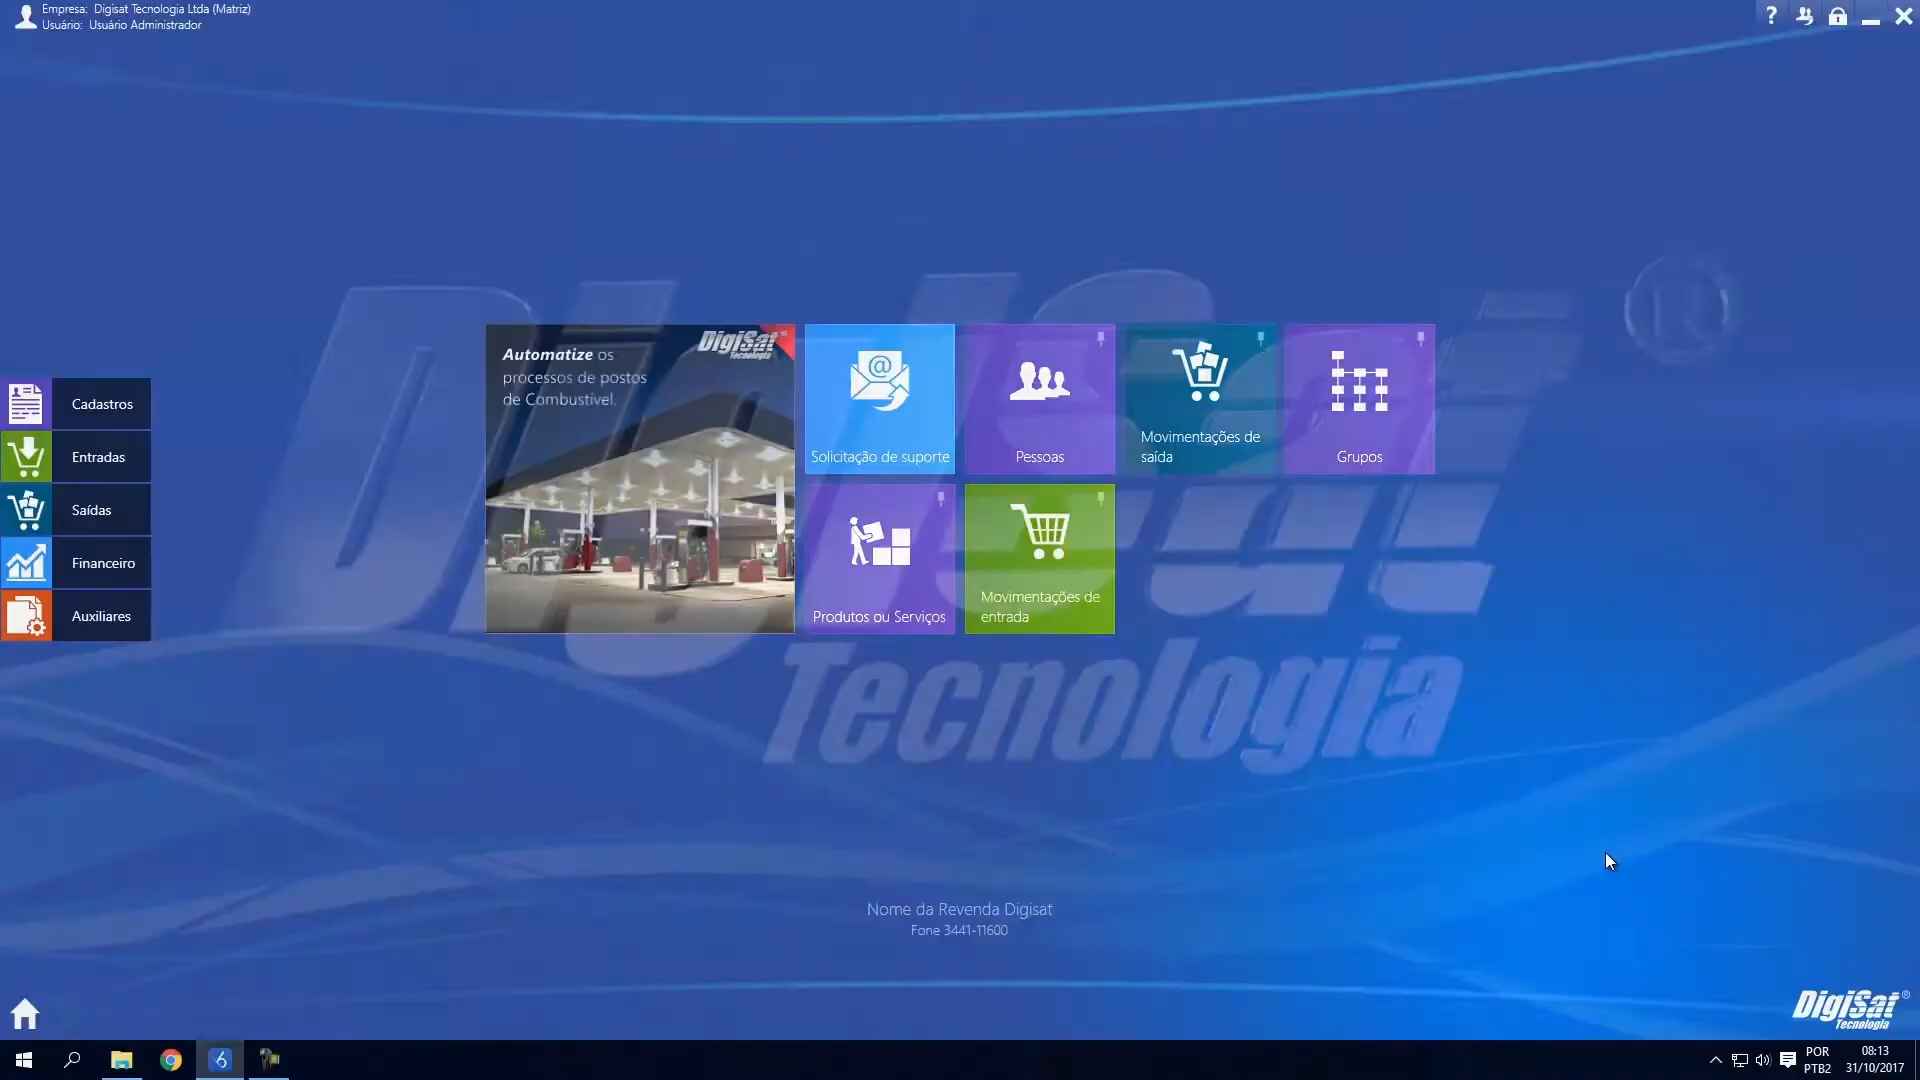 Empresa: Digisat Tecnologia Ltda (Matriz)
Usuário: Usuário Administrador
Cadastros
Entradas
Saídas
Financeiro
Auxiliares
DigiSat
Tecnologia
Automatize os
processos de postos
de Combustível.
Solicitação de suporte
Pessoas
Movimentações de
saída
Grupos
Produtos ou Serviços
Movimentações de
entrada
DigiSat®
Tecnologia
Nome da Revenda Digisat
Fone 3441-11600
DigiSat®
Tecnologia
POR
PTB2
08:13
31/10/2017